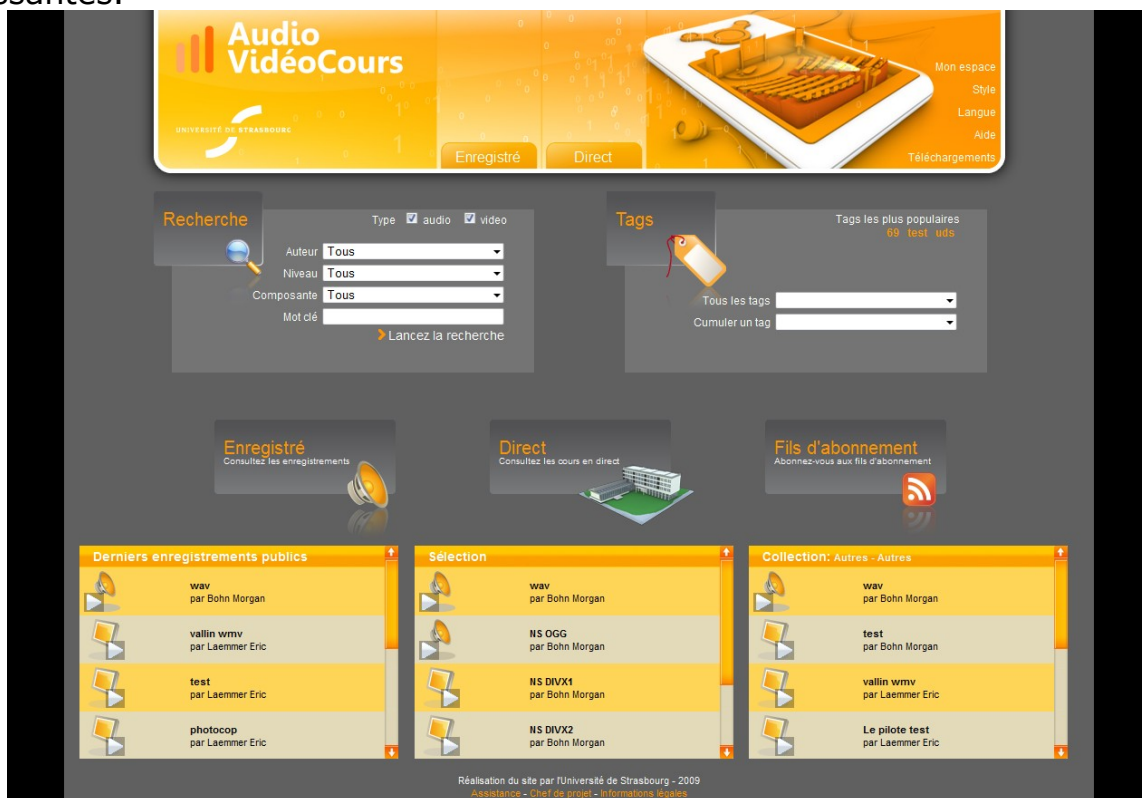 ssantes.
Audio
VidéoCours
UNIVERSITÉ DE STRASBOURG
Enregistré
Direct
Mon espace
Style
Langue
Aide
Téléchargements
Recherche
Type audio video
Auteur Tous
Niveau Tous
Composante Tous
Mot clé
Lancez la recherche
Tags
Tags les plus populaires
69 test uds
Tous les tags
Cumuler un tag
Enregistré
Consultez les enregistrements
Direct
Consultez les cours en direct
Fils d'abonnement
Abonnez-vous aux fils d'abonnement
Derniers enregistrements publics
wav
par Bohn Morgan
vallin wmv
par Laemmer Eric
test
par Laemmer Eric
photocop
par Laemmer Eric
Sélection
wav
par Bohn Morgan
NS OGG
par Bohn Morgan
NS DIVX1
par Bohn Morgan
NS DIVX2
par Bohn Morgan
Collection: Autres - Autres
wav
par Bohn Morgan
test
par Bohn Morgan
vallin wmv
par Laemmer Eric
Le pilote test
par Laemmer Eric
Réalisation du site par l'Université de Strasbourg - 2009
Assistance - Chef de projet - Informations légales